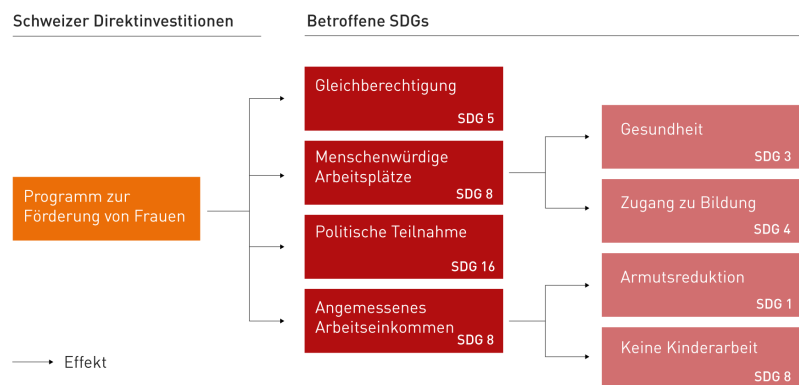 Schweizer Direktinvestitionen
Betroffene SDGs
Programm zur
Förderung von Frauen
Gleichberechtigung
SDG 5
Menschenwürdige
Arbeitsplätze
SDG 8
Politische Teilnahme
SDG 16
Angemessenes
Arbeitseinkommen
SDG 8
Gesundheit
SDG 3
Zugang zu Bildung
SDG 4
Armutsreduktion
SDG 1
Keine Kinderarbeit
SDG 8
Effekt